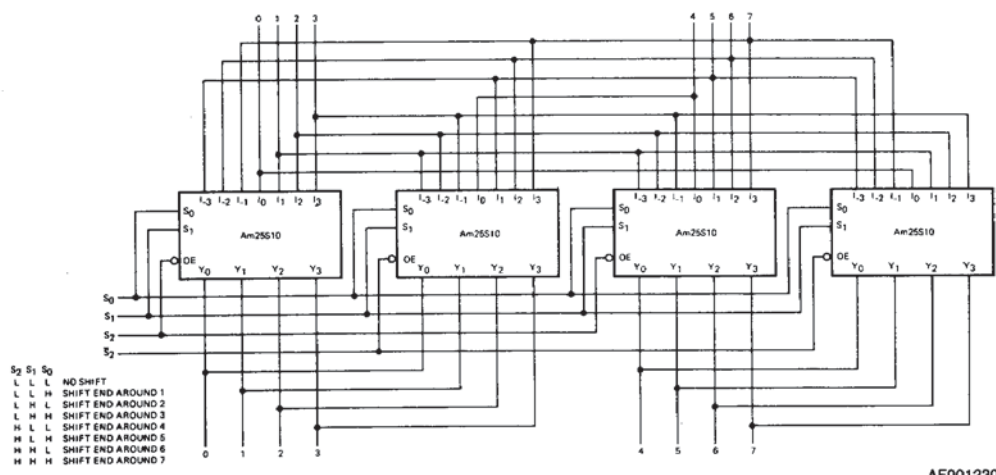 0 1 2 3 4 5 6 7
I-3 I-2 I-1 I0 I1 I2 I3
S0
S1
Am25S10
OE
Y0 Y1 Y2 Y3
I-3 I-2 I-1 I0 I1 I2 I3
S0
S1
Am25S10
OE
Y0 Y1 Y2 Y3
I-3 I-2 I-1 I0 I1 I2 I3
S0
S1
Am25S10
OE
Y0 Y1 Y2 Y3
I-3 I-2 I-1 I0 I1 I2 I3
S0
S1
Am25S10
OE
Y0 Y1 Y2 Y3
S0
S1
S2
S̅2
S2 S1 S0
L L L NO SHIFT
L L H SHIFT END AROUND 1
L H L SHIFT END AROUND 2
L H H SHIFT END AROUND 3
H L L SHIFT END AROUND 4
H L H SHIFT END AROUND 5
H H L SHIFT END AROUND 6
H H H SHIFT END AROUND 7
0 1 2 3 4 5 6 7